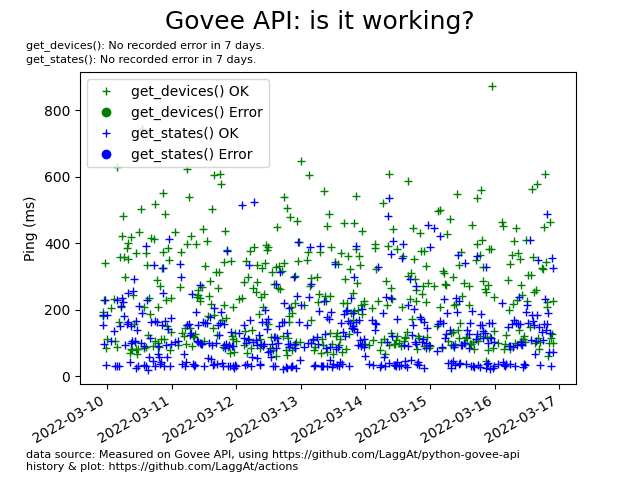 Govee API: is it working?
get_devices(): No recorded error in 7 days.
get_states(): No recorded error in 7 days.
get_devices() OK
get_devices() Error
get_states() OK
get_states() Error
Ping (ms)
800
600
400
200
0
2022-03-10 2022-03-11 2022-03-12 2022-03-13 2022-03-14 2022-03-15 2022-03-16 2022-03-17
data source: Measured on Govee API, using https://github.com/LaggAt/python-govee-api
history & plot: https://github.com/LaggAt/actions